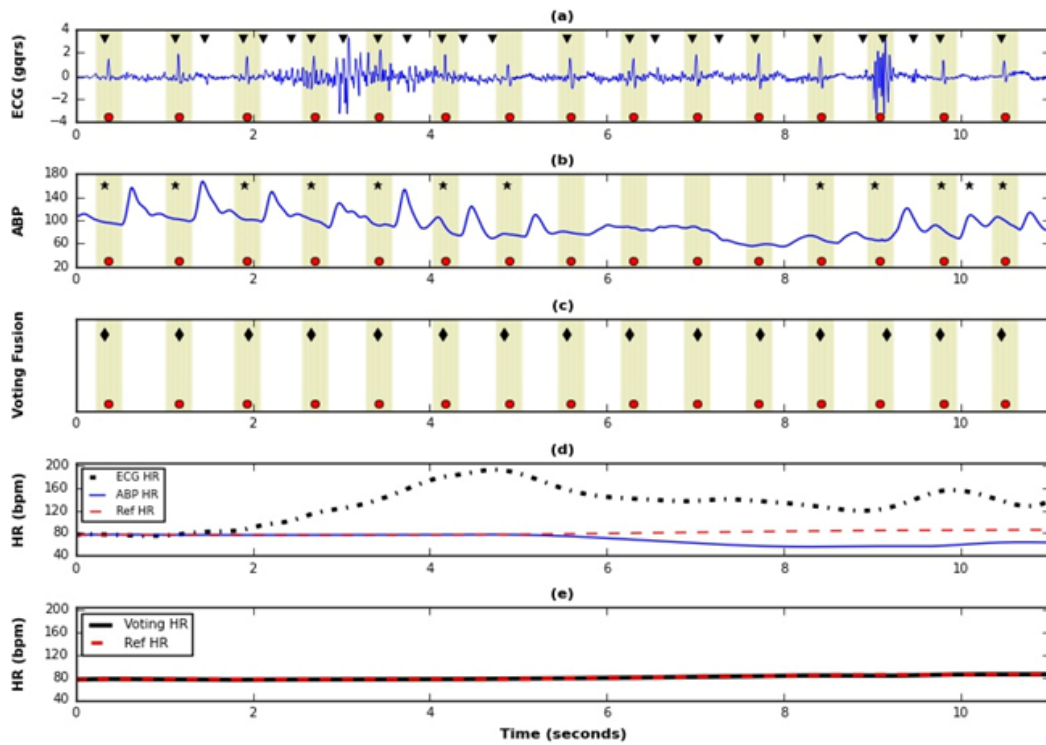 (a)
ECG (gqrs)
4
2
0
−2
−4
0 2 4 6 8 10
(b)
ABP
180
140
100
60
20
0 2 4 6 8 10
(c)
Voting Fusion
0 2 4 6 8 10
(d)
HR (bpm)
200
160
120
80
40
ECG HR
ABP HR
Ref HR
0 2 4 6 8 10
(e)
HR (bpm)
200
160
120
80
40
Voting HR
Ref HR
0 2 4 6 8 10
Time (seconds)